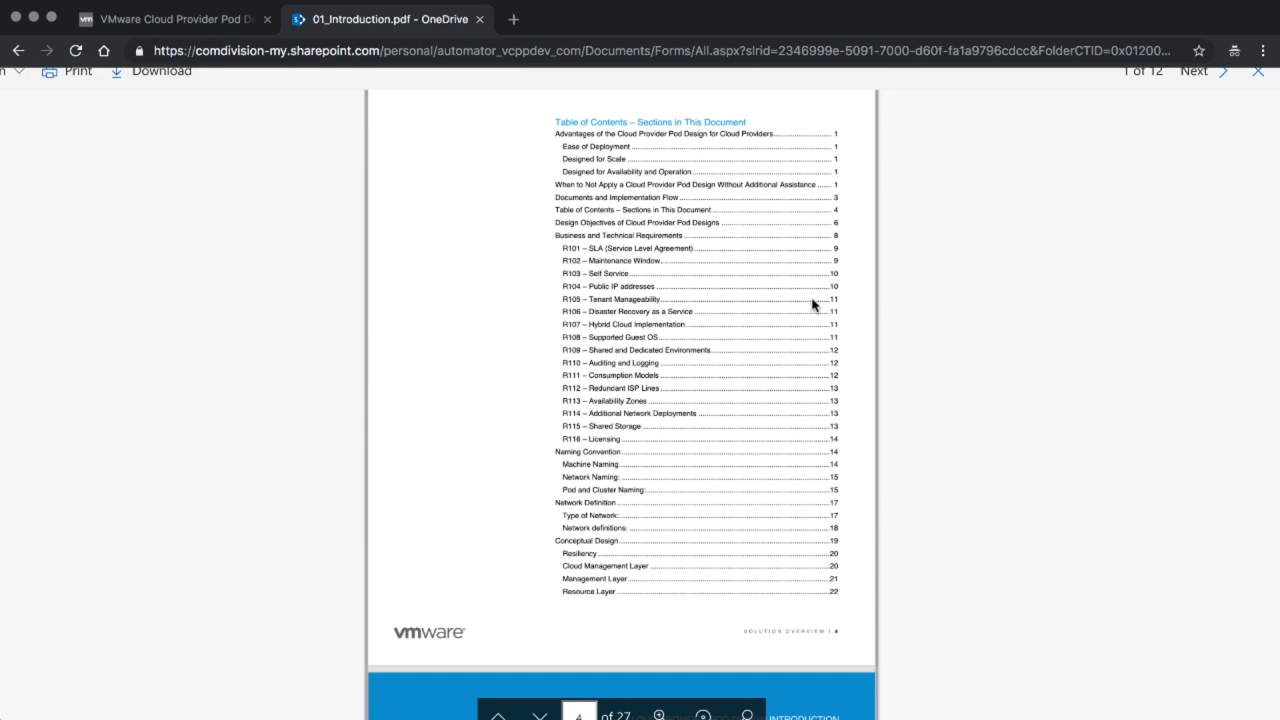 VMware Cloud Provider Pod De
01_Introduction.pdf - OneDrive
https://comdivision-my.sharepoint.com/personal/automator_vcppdev_com/Documents/Forms/All.aspx?slrid=2346999e-5091-7000-d60f-fa1a9796cdcc&FolderCTID=0x01200...
Print Download 1 of 12 Next
Table of Contents – Sections in This Document
Advantages of the Cloud Provider Pod Design for Cloud Providers 1
Ease of Deployment 1
Designed for Scale 1
Designed for Availability and Operation 1
When to Not Apply a Cloud Provider Pod Design Without Additional Assistance 1
Documents and Implementation Flow 3
Table of Contents – Sections in This Document 4
Design Objectives of Cloud Provider Pod Designs 6
Business and Technical Requirements 8
R101 – SLA (Service Level Agreement) 9
R102 – Maintenance Window 9
R103 – Self Service 10
R104 – Public IP addresses 10
R105 – Tenant Manageability 11
R106 – Disaster Recovery as a Service 11
R107 – Hybrid Cloud Implementation 11
R108 – Supported Guest OS 11
R109 – Shared and Dedicated Environments 12
R110 – Auditing and Logging 12
R111 – Consumption Models 12
R112 – Redundant ISP Lines 13
R113 – Availability Zones 13
R114 – Additional Network Deployments 13
R115 – Shared Storage 13
R116 – Licensing 14
Naming Convention 14
Machine Naming 14
Network Naming: 15
Pod and Cluster Naming: 15
Network Definition 17
Type of Network: 17
Network definitions: 18
Conceptual Design 19
Resiliency 20
Cloud Management Layer 20
Management Layer 21
Resource Layer 22
vmware
SOLUTION OVERVIEW | 4
4 of 27
INTRODUCTION